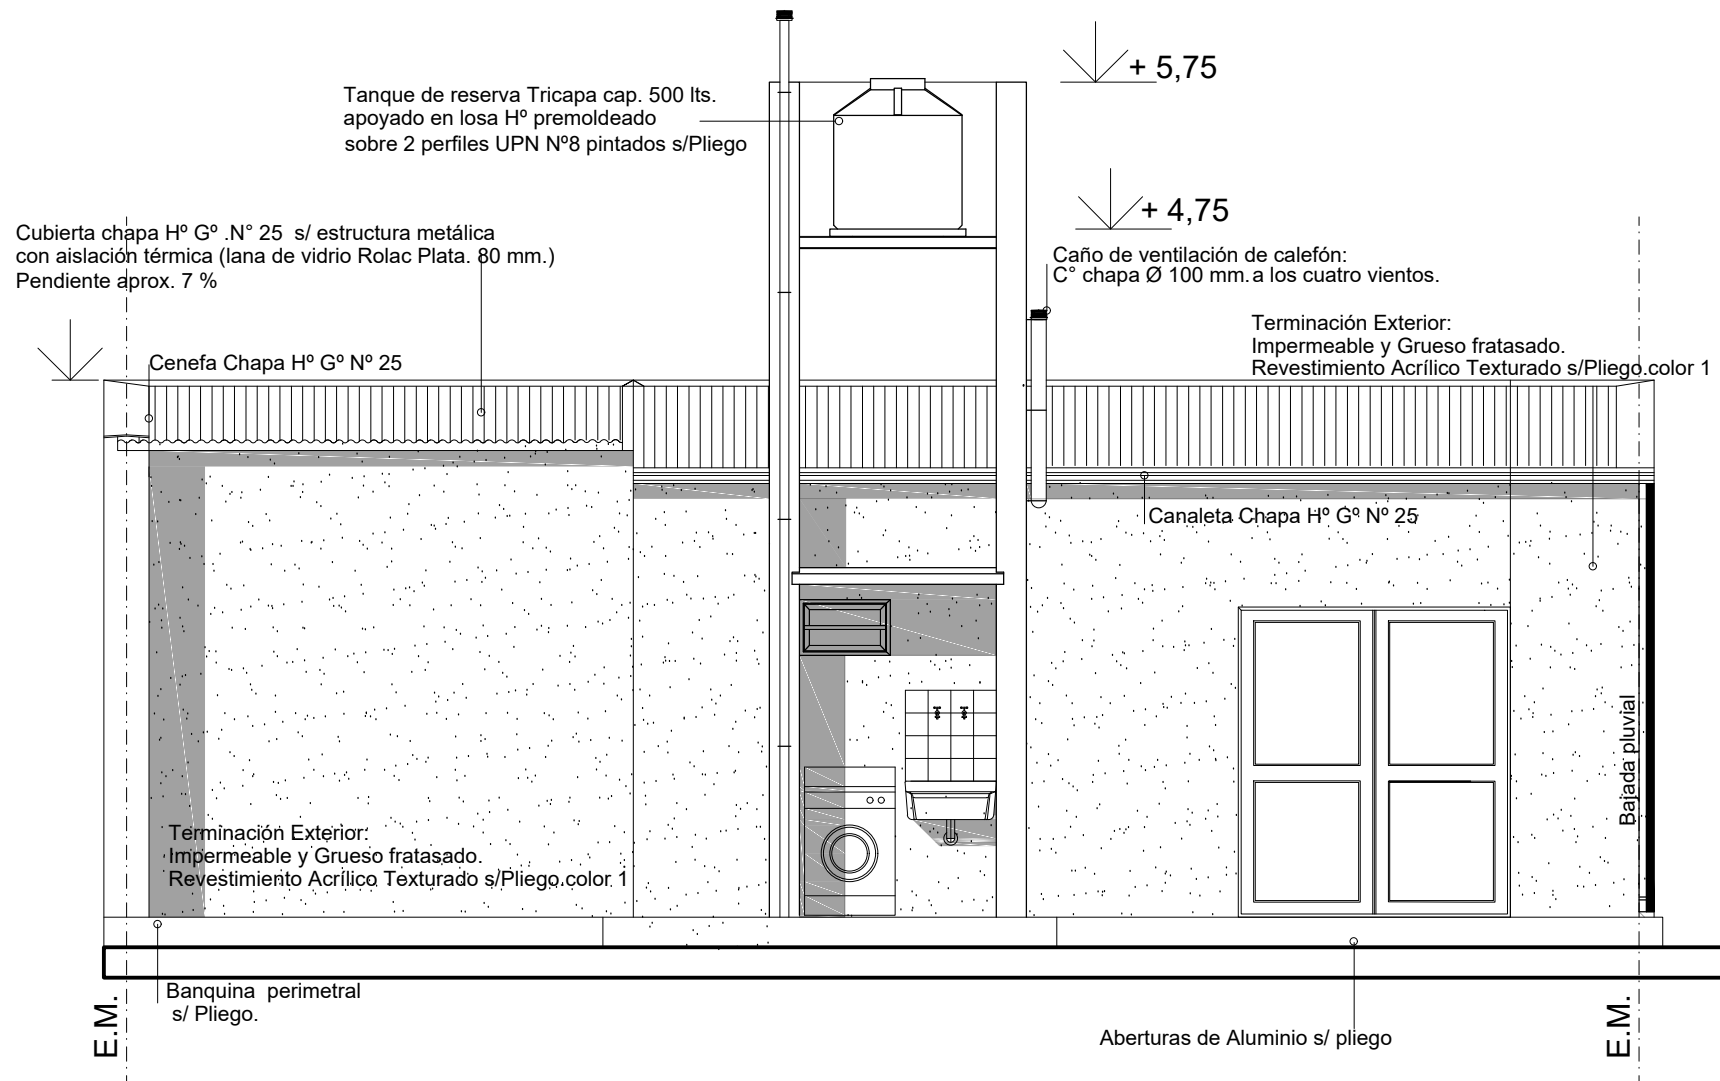 + 5,75
Tanque de reserva Tricapa cap. 500 lts.
apoyado en losa Hº premoldeado
sobre 2 perfiles UPN Nº8 pintados s/Pliego
+ 4,75
Cubierta chapa Hº Gº .N° 25 s/ estructura metálica
con aislación térmica (lana de vidrio Rolac Plata. 80 mm.)
Pendiente aprox. 7 %
Caño de ventilación de calefón:
C° chapa Ø 100 mm. a los cuatro vientos.
Terminación Exterior:
Impermeable y Grueso fratasado.
Revestimiento Acrílico Texturado s/Pliego.color 1
Cenefa Chapa Hº Gº Nº 25
Canaleta Chapa Hº Gº Nº 25
Bajada pluvial
Terminación Exterior:
Impermeable y Grueso fratasado.
Revestimiento Acrílico Texturado s/Pliego.color 1
Banquina perimetral
s/ Pliego.
E.M.
Aberturas de Aluminio s/ pliego
E.M.